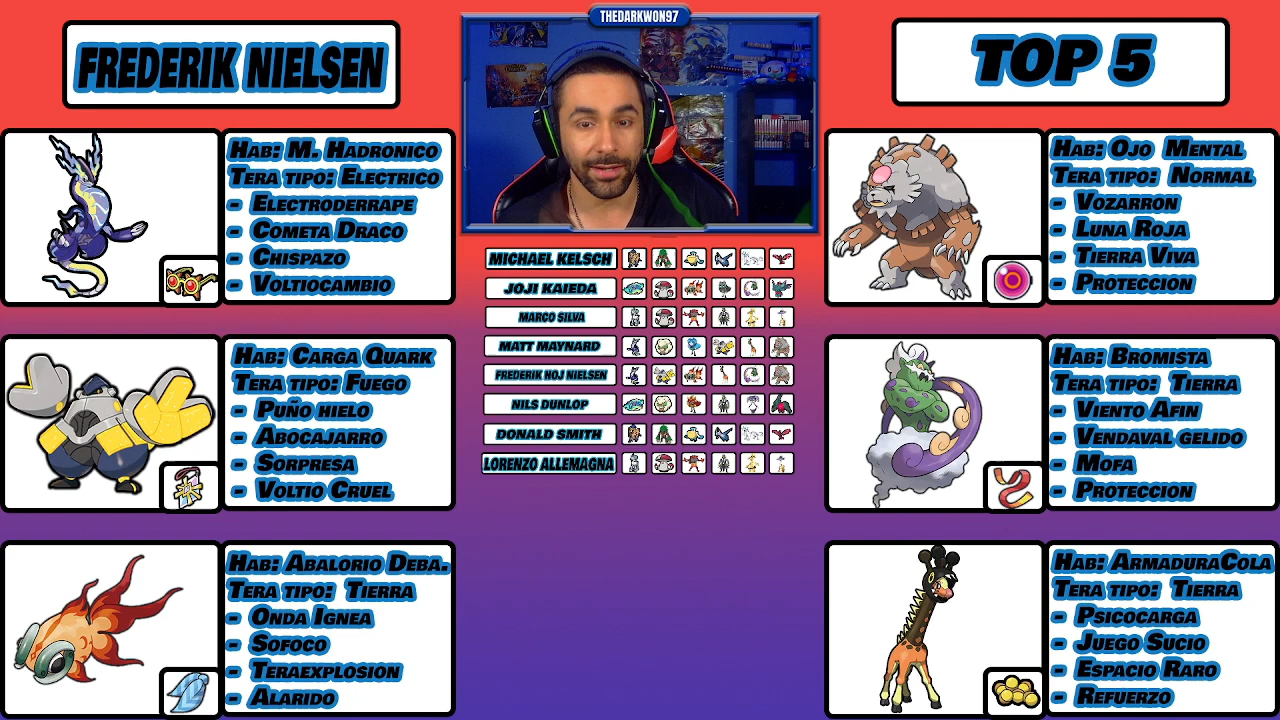 THEDARKWON97
FREDERIK NIELSEN
TOP 5
Hab: M. Hadronico
Tera tipo: Electrico
- Electroderrape
- Cometa Draco
- Chispazo
- Voltiocambio
Hab: Carga Quark
Tera tipo: Fuego
- Puño hielo
- Abocajarro
- Sorpresa
- Voltio Cruel
Hab: Abalorio Deba.
Tera tipo: Tierra
- Onda Ignea
- Sofoco
- Teraexplosion
- Alarido
MICHAEL KELSCH
JOJI KAIEDA
MARCO SILVA
MATT MAYNARD
FREDERIK HOJ NIELSEN
NILS DUNLOP
DONALD SMITH
LORENZO ALLEMAGNA
Hab: Ojo Mental
Tera tipo: Normal
- Vozarron
- Luna Roja
- Tierra Viva
- Proteccion
Hab: Bromista
Tera tipo: Tierra
- Viento Afin
- Vendaval gelido
- Mofa
- Proteccion
Hab: ArmaduraCola
Tera tipo: Tierra
- Psicocarga
- Juego Sucio
- Espacio Raro
- Refuerzo